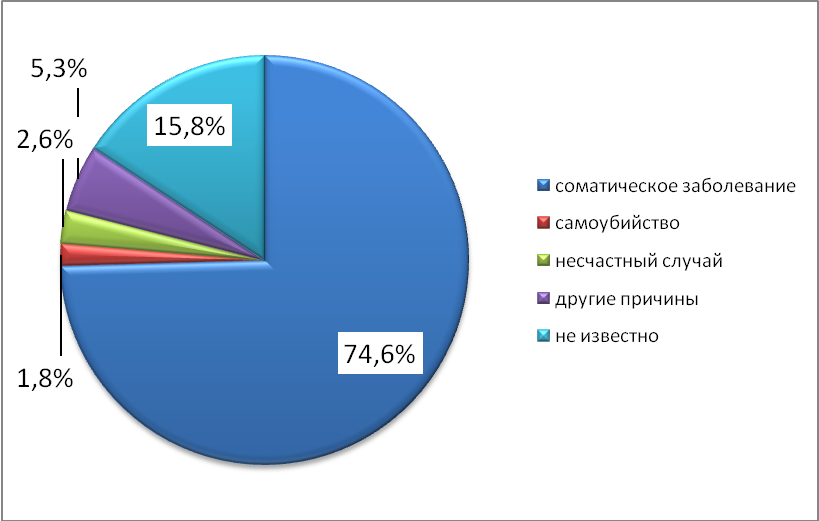 5,3%
15,8%
2,6%
74,6%
1,8%
соматическое заболевание
самоубийство
несчастный случай
другие причины
не известно